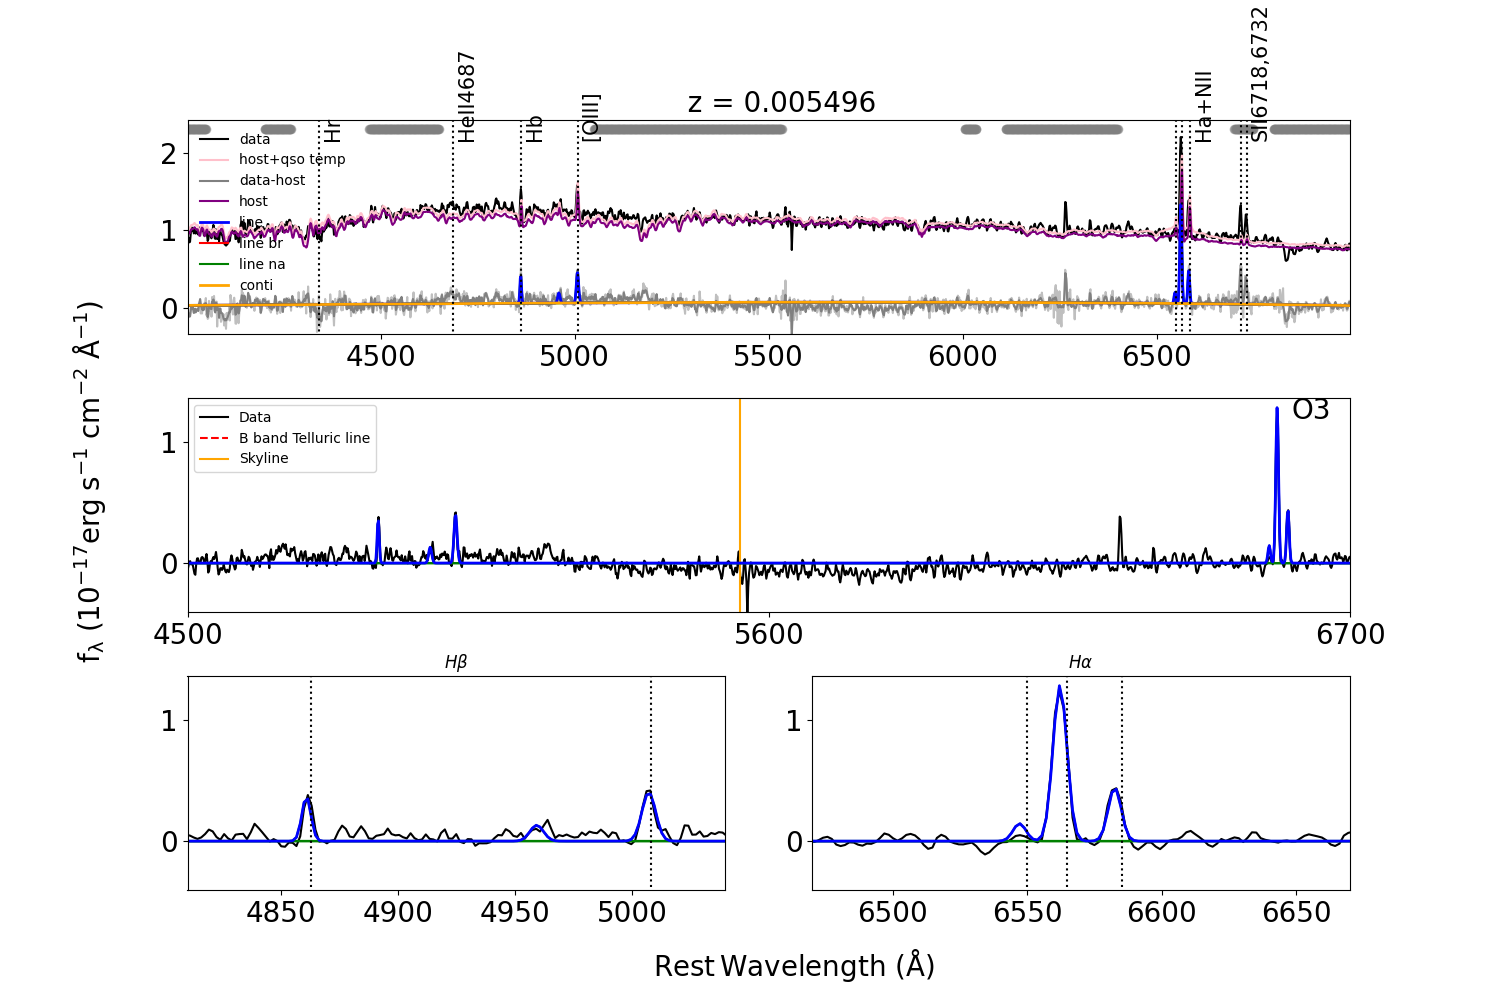 z = 0.005496
Hr
HeII4687
Hb
[OIII]
Ha+NII
SII6718,6732
data
host+qso temp
data-host
host
line
line br
line na
conti
2
1
0
4500 5000 5500 6000 6500
fλ (10−17erg s−1 cm−2 Å−1)
Data
B band Telluric line
Skyline
O3
1
0
4500 5600 6700
Hβ
1
0
4850 4900 4950 5000
Hα
1
0
6500 6550 6600 6650
Rest Wavelength (Å)